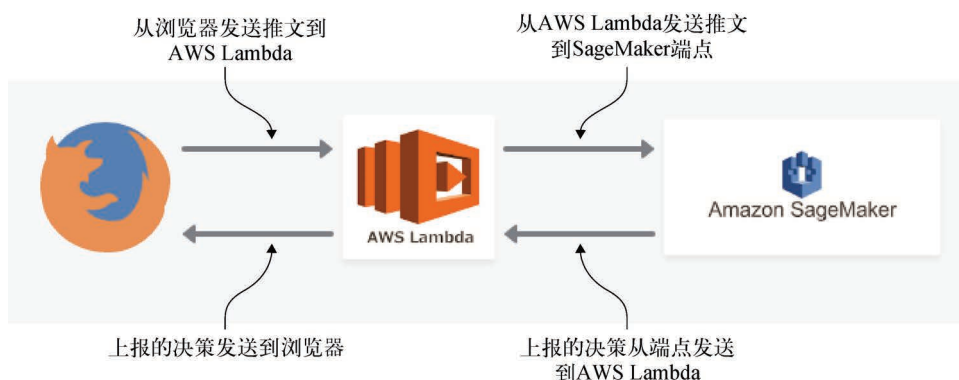 从浏览器发送推文到
AWS Lambda
从AWS Lambda发送推文
到SageMaker端点
AWS Lambda
Amazon SageMaker
上报的决策发送到浏览器
上报的决策从端点发送
到AWS Lambda